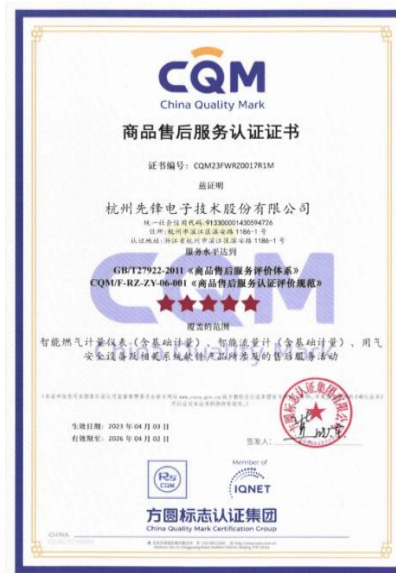 CQM
China Quality Mark
商品售后服务认证证书
证书编号: CQM23FWRZ0017R1M
兹证明
杭州先锋电子技术股份有限公司
统一社会信用代码:913300001430594726
住所:杭州市滨江区滨安路1186-1号
认证地址:浙江省杭州市滨江区滨安路1186-1号
服务水平达到
GB/T27922-2011《商品售后服务评价体系》
CQM/F-RZ-ZY-06-001《商品售后服务认证评价规范》
覆盖的范围
智能燃气计量仪表(含基础计量)、智能流量计(含基础计量)、用气
安全设备及相关系统软件产品所涉及的售后服务活动
生效日期: 2023年04月03日
有效期至: 2026年04月02日
签发人:
Member of
CQM
IQNET
方圆标志认证集团
China Quality Mark Certification Group